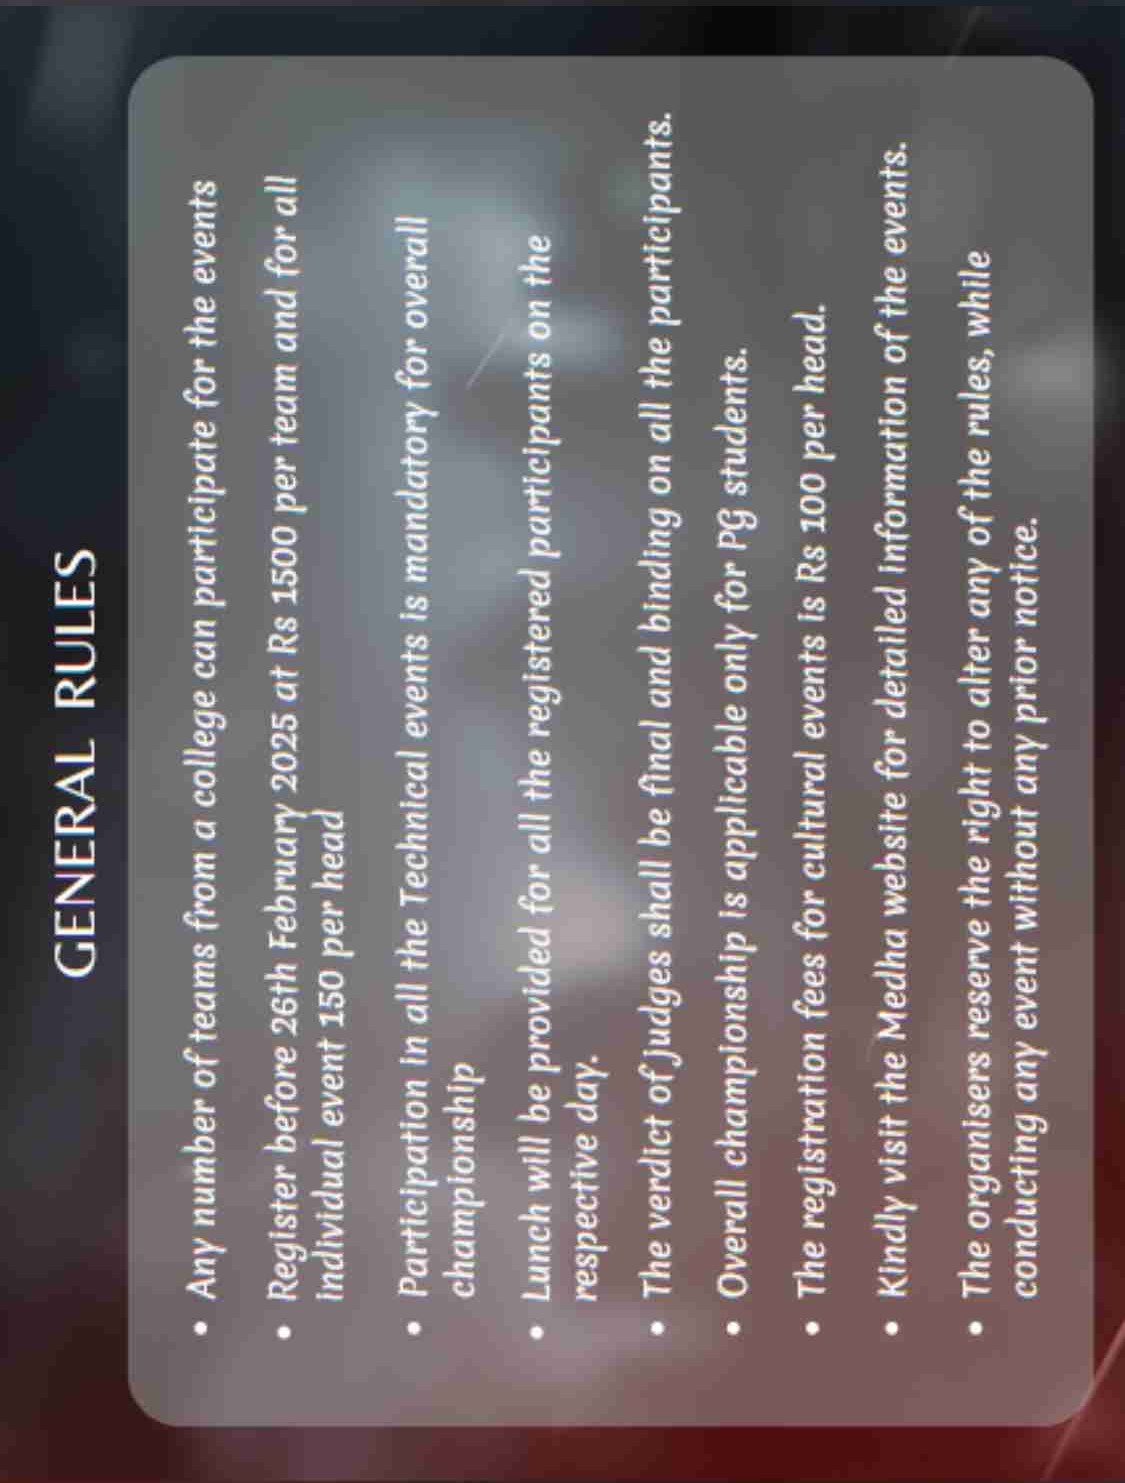 GENERAL RULES
• Any number of teams from a college can participate for the events
• Register before 26th February 2025 at Rs 1500 per team and for all
individual event 150 per head
• Participation in all the Technical events is mandatory for overall
championship
• Lunch will be provided for all the registered participants on the
respective day.
• The verdict of judges shall be final and binding on all the participants.
• Overall championship is applicable only for PG students.
• The registration fees for cultural events is Rs 100 per head.
• Kindly visit the Medha website for detailed information of the events.
• The organisers reserve the right to alter any of the rules, while
conducting any event without any prior notice.